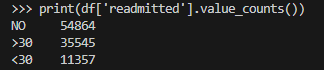 >>> print(df['readmitted'].value_counts())
NO     54864
>30    35545
<30    11357